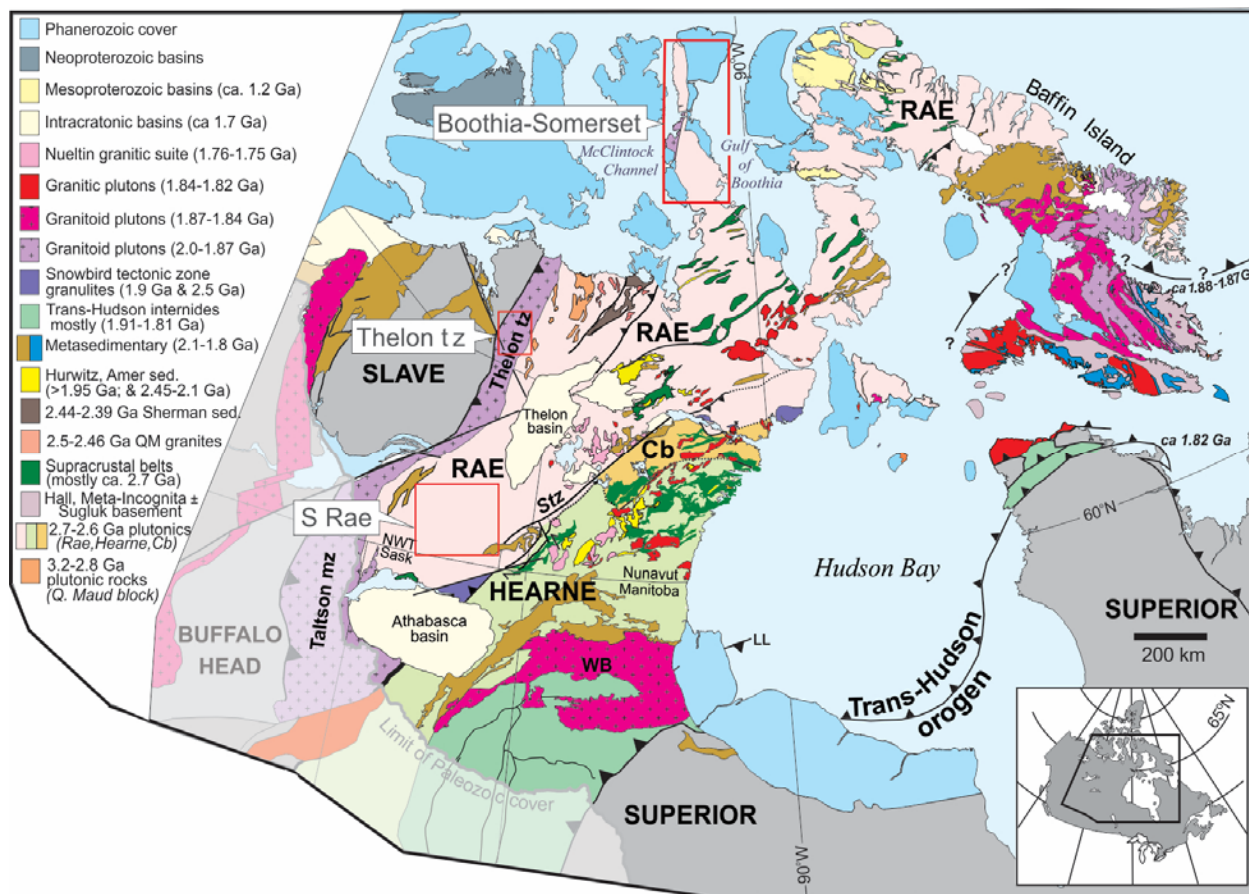 Phanerozoic cover
Neoproterozoic basins
Mesoproterozoic basins (ca. 1.2 Ga)
Intracratonic basins (ca 1.7 Ga)
Nueltin granitic suite (1.76-1.75 Ga)
Granitic plutons (1.84-1.82 Ga)
Granitoid plutons (1.87-1.84 Ga)
Granitoid plutons (2.0-1.87 Ga)
Snowbird tectonic zone
granulites (1.9 Ga & 2.5 Ga)
Trans-Hudson internides
mostly (1.91-1.81 Ga)
Metasedimentary (2.1-1.8 Ga)
Hurwitz, Amer sed.
(>1.95 Ga; & 2.45-2.1 Ga)
2.44-2.39 Ga Sherman sed.
2.5-2.46 Ga QM granites
Supracrustal belts
(mostly ca. 2.7 Ga)
Hall, Meta-Incognita ±
Sugluk basement
2.7-2.6 Ga plutonics
(Rae,Hearne,Cb)
3.2-2.8 Ga
plutonic rocks
(Q. Maud block)
Boothia-Somerset
McClintock
Channel
Gulf
of
Boothia
90°W
RAE
Baffin Island
Thelon tz
SLAVE
Thelon tz
RAE
Thelon
basin
RAE
Cb
Stz
S Rae
NWT
Sask
?
?
?
?
ca 1.88-1.87 Ga
ca 1.82 Ga
60°N
HEARNE
Nunavut
Manitoba
Hudson Bay
Athabasca
basin
Taltson mz
BUFFALO
HEAD
WB
LL
SUPERIOR
200 km
Trans-Hudson
orogen
Limit of Paleozoic cover
SUPERIOR
90°W
65°N